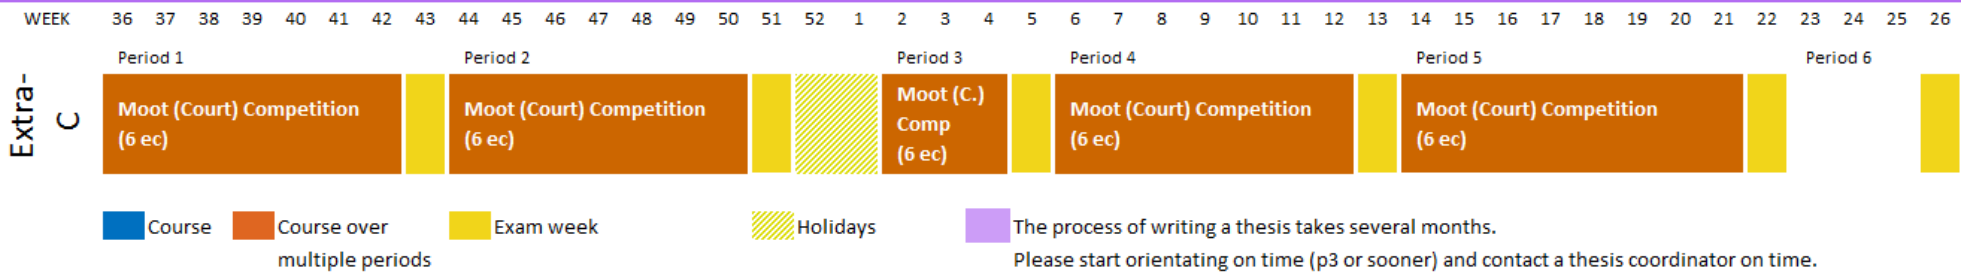 WEEK 36 37 38 39 40 41 42 43 44 45 46 47 48 49 50 51 52 1 2 3 4 5 6 7 8 9 10 11 12 13 14 15 16 17 18 19 20 21 22 23 24 25 26
Period 1 Period 2 Period 3 Period 4 Period 5 Period 6
Extra-
C
Moot (Court) Competition
(6 ec)
Moot (Court) Competition
(6 ec)
Moot (C.)
Comp
(6 ec)
Moot (Court) Competition
(6 ec)
Moot (Court) Competition
(6 ec)
Course
Course over
multiple periods
Exam week
Holidays
The process of writing a thesis takes several months.
Please start orientating on time (p3 or sooner) and contact a thesis coordinator on time.